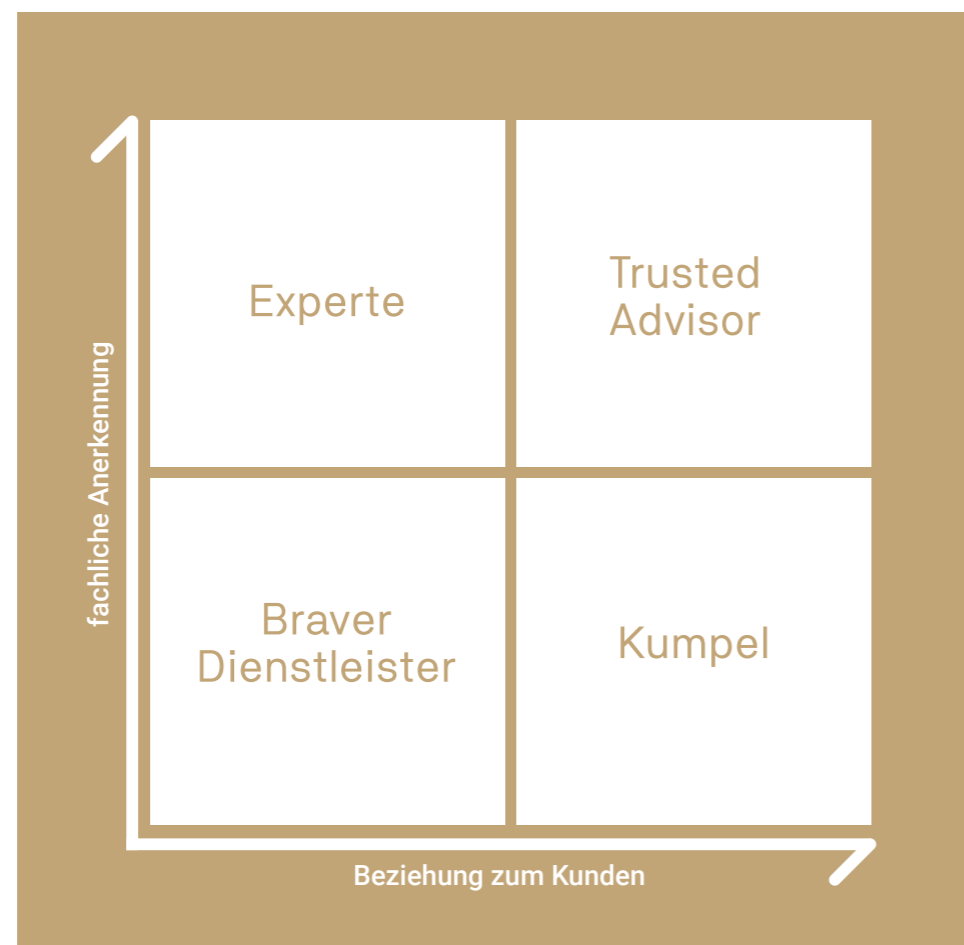 Experte
Trusted
Advisor
fachliche Anerkennung
Braver
Dienstleister
Kumpel
Beziehung zum Kunden